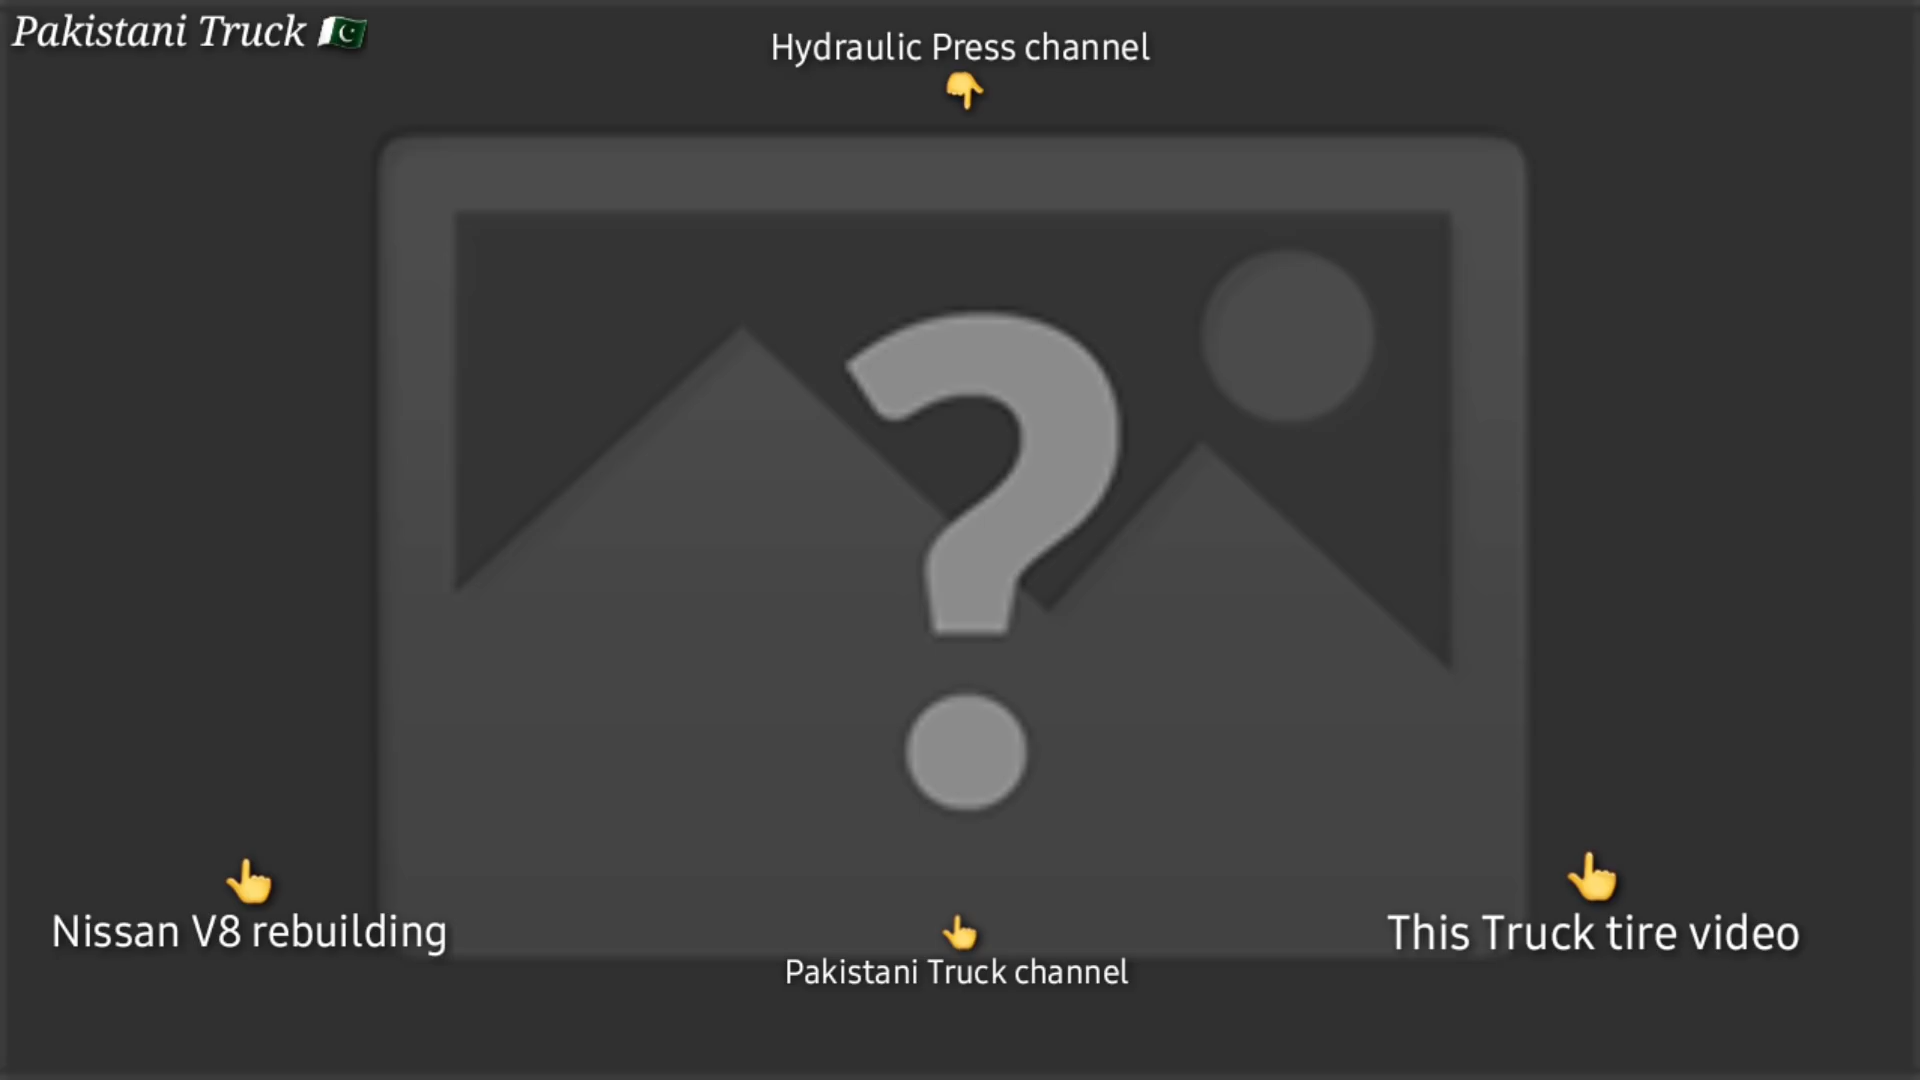 Pakistani Truck 🇵🇰
Hydraulic Press channel
👇
?
👆
Nissan V8 rebuilding
👆
Pakistani Truck channel
👆
This Truck tire video